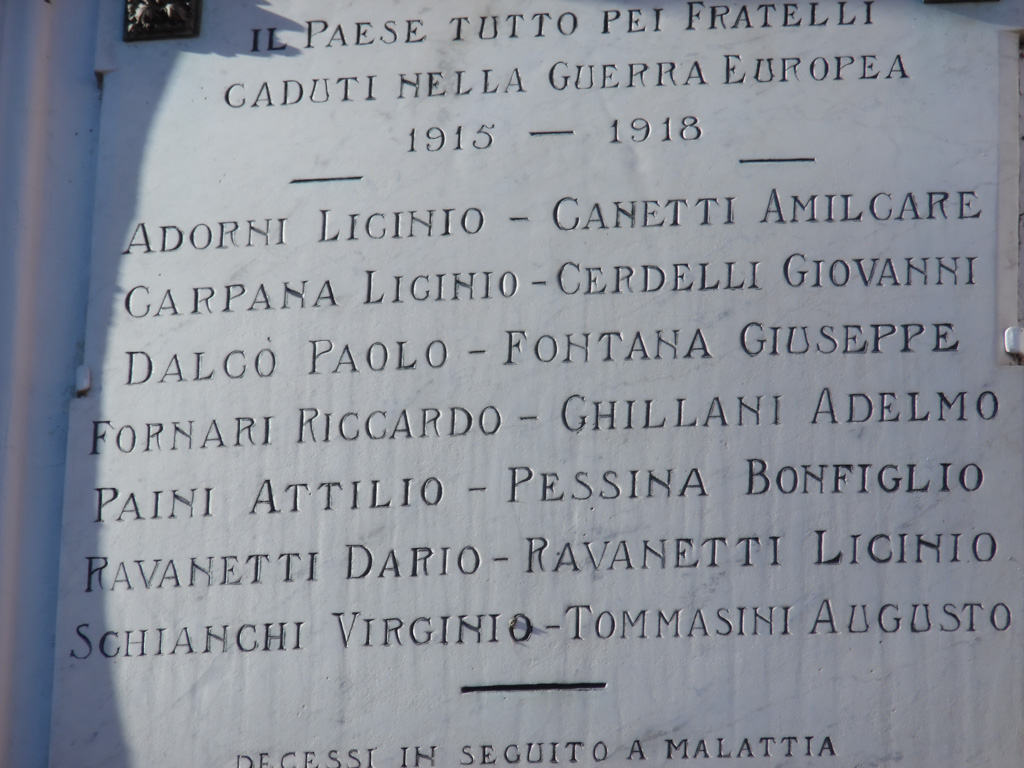 IL PAESE TUTTO PEI FRATELLI
CADUTI NELLA GUERRA EUROPEA
1915 — 1918
ADORNI LICINIO - CANETTI AMILCARE
CARPANA LICINIO - CERDELLI GIOVANNI
DALCÒ PAOLO - FONTANA GIUSEPPE
FORNARI RICCARDO - GHILLANI ADELMO
PAINI ATTILIO - PESSINA BONFIGLIO
RAVANETTI DARIO - RAVANETTI LICINIO
SCHIANCHI VIRGINIO - TOMMASINI AUGUSTO
DECESSI IN SEGUITO A MALATTIA